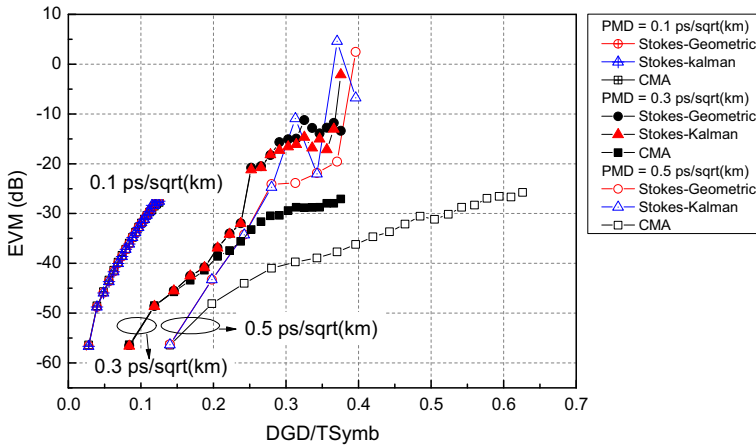 EVM (dB)
10
0
-10
-20
-30
-40
-50
-60
0.0
0.1
0.2
0.3
0.4
0.5
0.6
0.7
DGD/TSymb
0.1 ps/sqrt(km)
0.5 ps/sqrt(km)
0.3 ps/sqrt(km)
PMD = 0.1 ps/sqrt(km)
Stokes-Geometric
Stokes-kalman
CMA
PMD = 0.3 ps/sqrt(km)
Stokes-Geometric
Stokes-Kalman
CMA
PMD = 0.5 ps/sqrt(km)
Stokes-Geometric
Stokes-Kalman
CMA